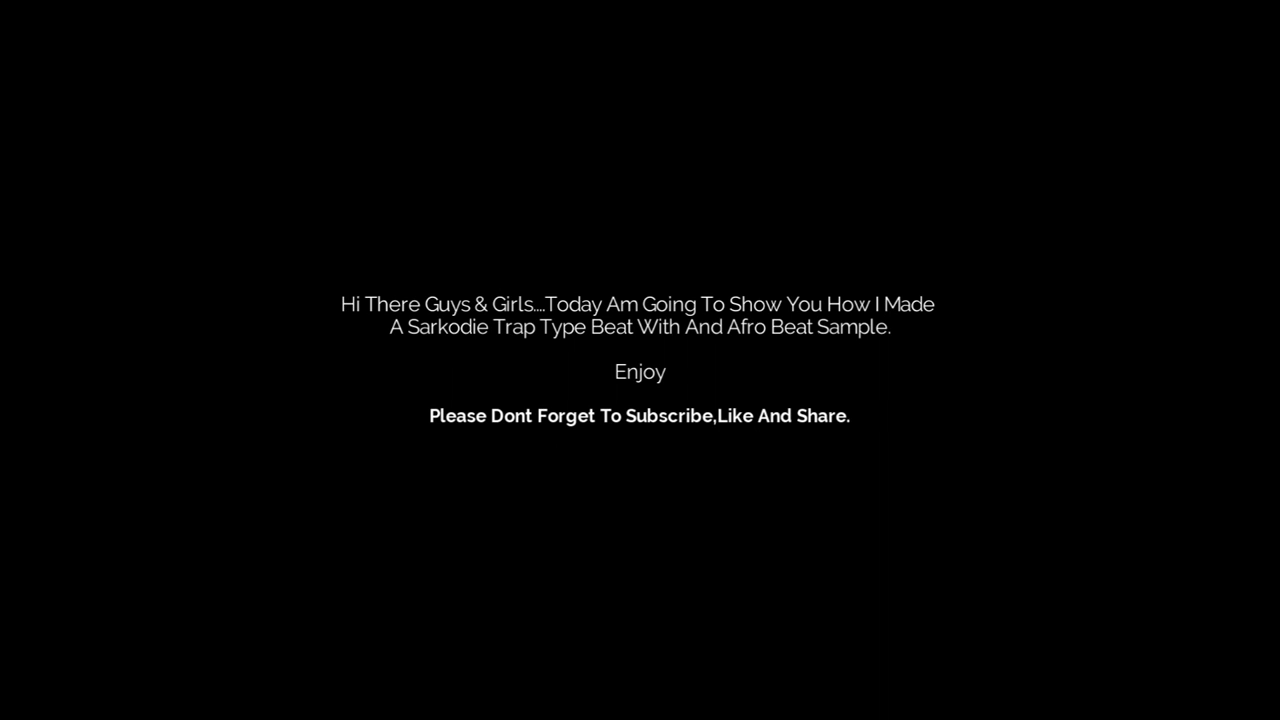 Hi There Guys & Girls....Today Am Going To Show You How I Made
A Sarkodie Trap Type Beat With And Afro Beat Sample.
Enjoy
Please Dont Forget To Subscribe,Like And Share.